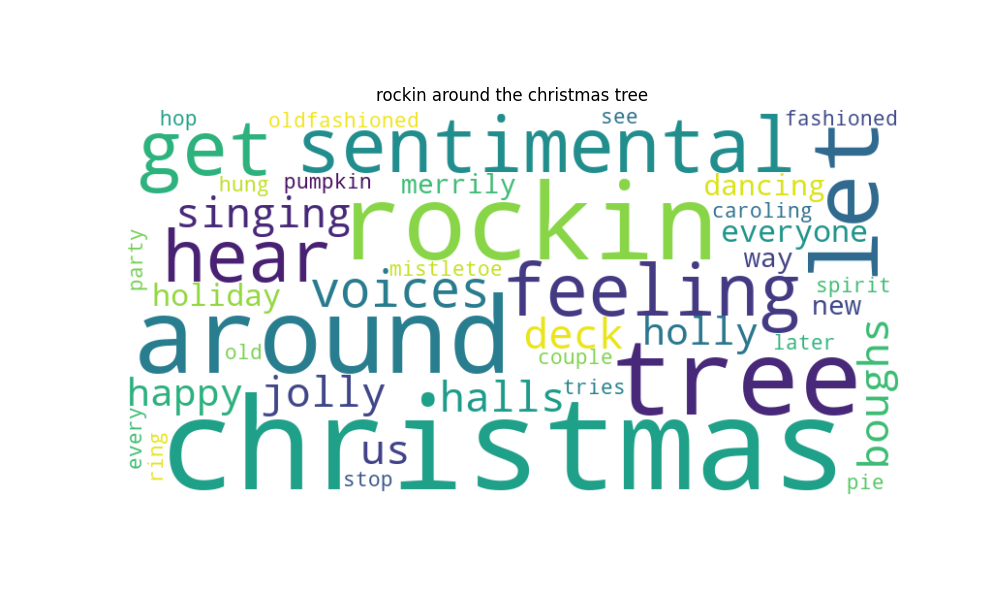 rockin around the christmas tree
hop oldfashioned see fashioned
get sentimental let
hung pumpkin merrily dancing
singing rockin caroling
everyone
hear way
party mistletoe
holiday voices feeling spirit
new
around deck holly later
old couple
happy jolly halls tries tree boughs
every christmas
ring us
stop pie